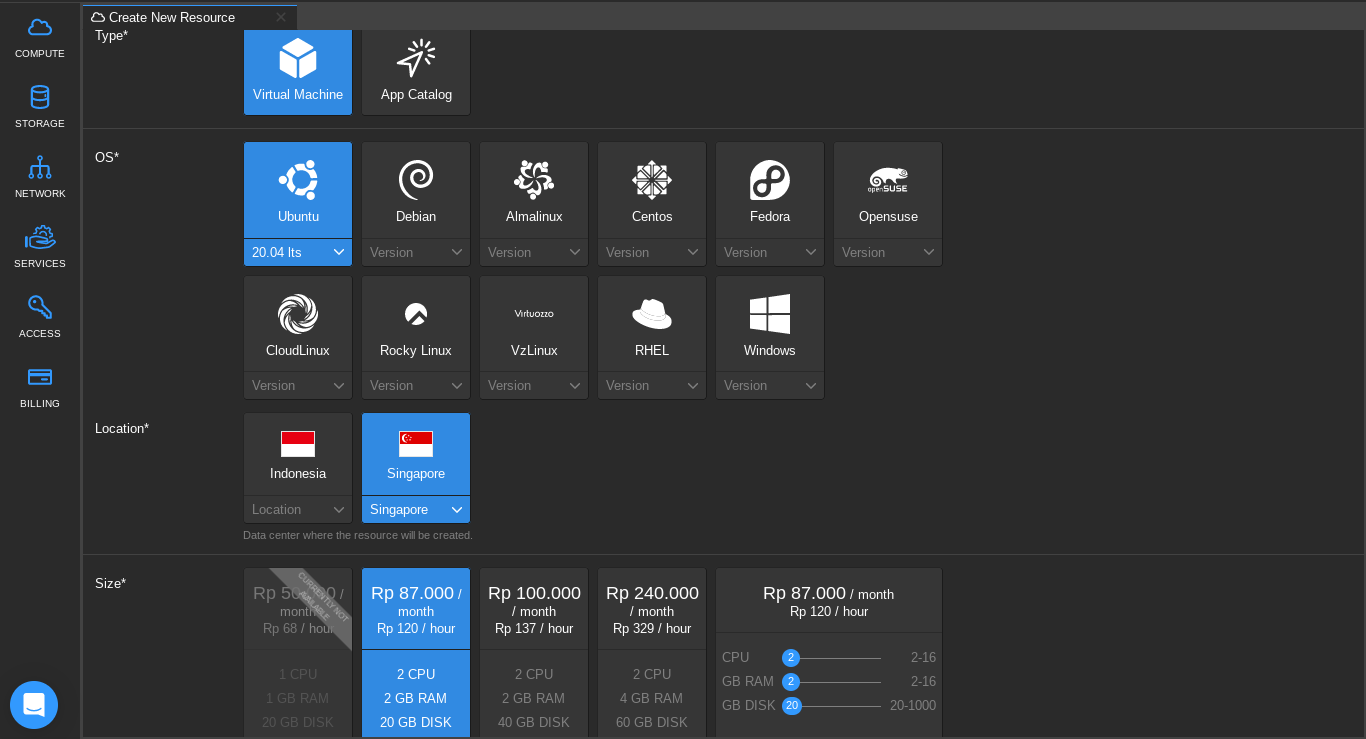 Create New Resource
COMPUTE
STORAGE
NETWORK
SERVICES
ACCESS
BILLING
Type*
Virtual Machine
App Catalog
OS*
Ubuntu
20.04 lts
Debian
Version
Almalinux
Version
Centos
Version
Fedora
Version
openSUSE
Opensuse
Version
CloudLinux
Version
Rocky Linux
Version
Virtuozzo
VzLinux
Version
RHEL
Version
Windows
Version
Location*
Indonesia
Location
Singapore
Singapore
Data center where the resource will be created.
Size*
/
month
Rp 68 / hour
CURRENTLY NOT
AVAILABLE
1 CPU
1 GB RAM
20 GB DISK
Rp 87.000 /
month
Rp 120 / hour
2 CPU
2 GB RAM
20 GB DISK
Rp 100.000
/ month
Rp 137 / hour
2 CPU
2 GB RAM
40 GB DISK
Rp 240.000
/ month
Rp 329 / hour
2 CPU
4 GB RAM
60 GB DISK
Rp 87.000 / month
Rp 120 / hour
CPU 2 2-16
GB RAM 2 2-16
GB DISK 20 20-1000